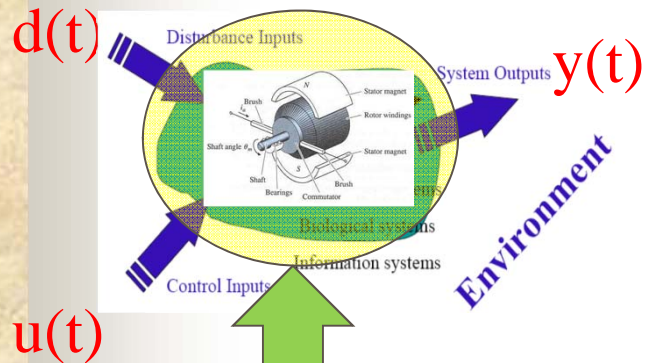 d(t)
Disturbance Inputs
System Outputs
y(t)
N
Stator magnet
Brush
Rotor windings
Shaft angle θm
Stator magnet
S
Shaft
Bearings
Brush
Commutator
Biological systems
Information systems
Control Inputs
u(t)
Environment